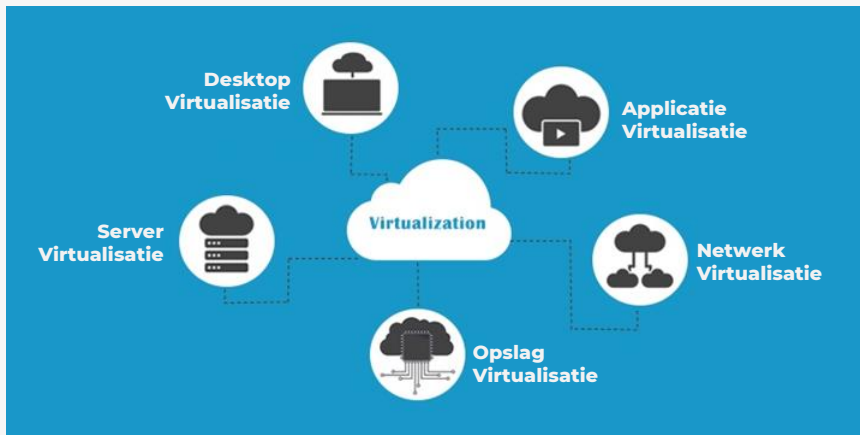 Desktop
Virtualisatie
Applicatie
Virtualisatie
Virtualization
Server
Virtualisatie
Netwerk
Virtualisatie
Opslag
Virtualisatie